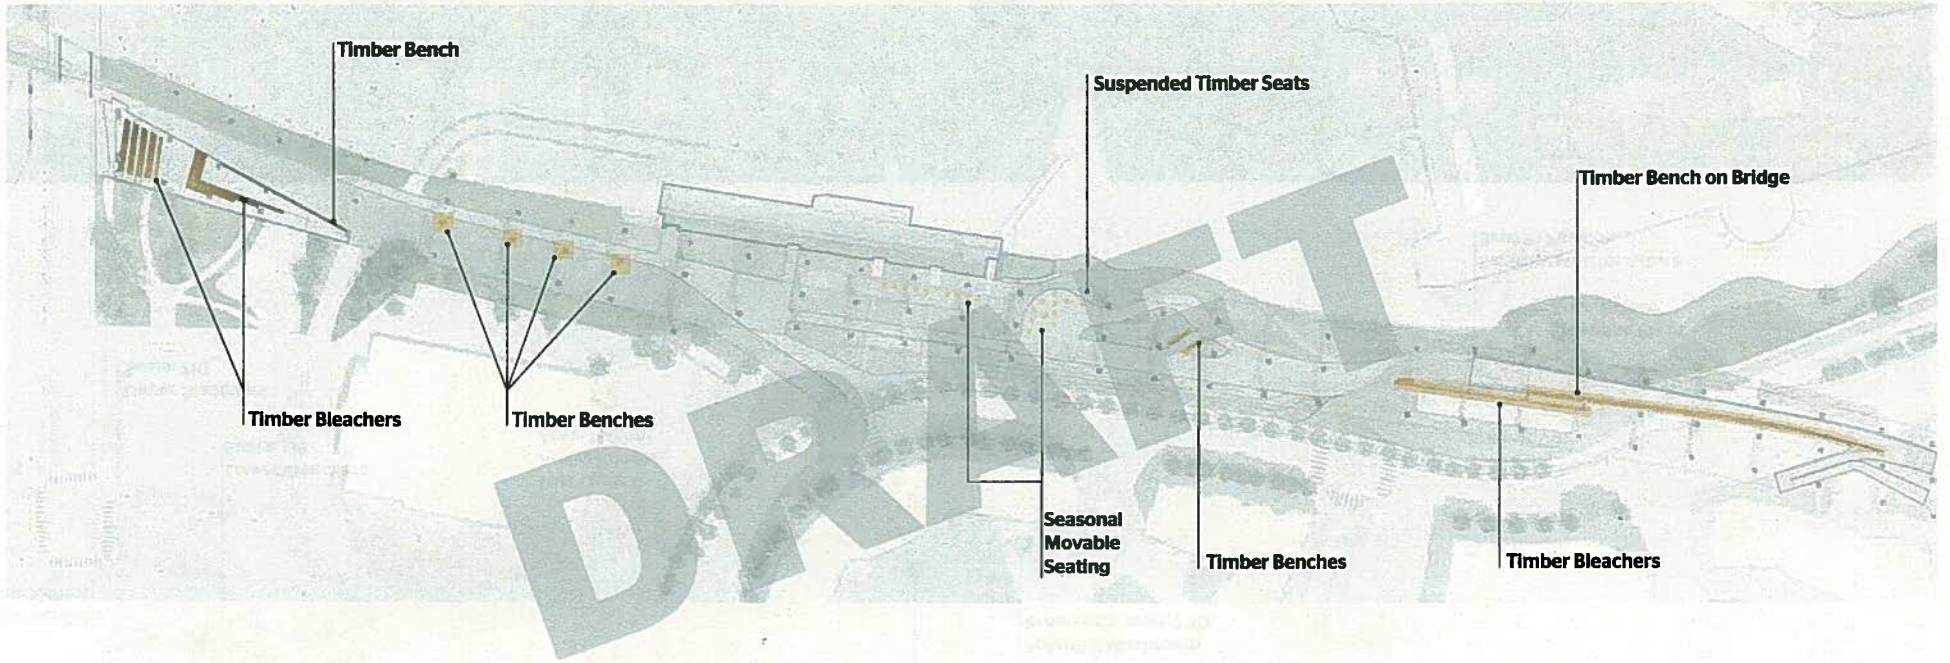 Timber Bench
Suspended Timber Seats
Timber Bench on Bridge
Timber Bleachers
Timber Benches
Seasonal
Movable
Seating
Timber Benches
Timber Bleachers
DRAFT